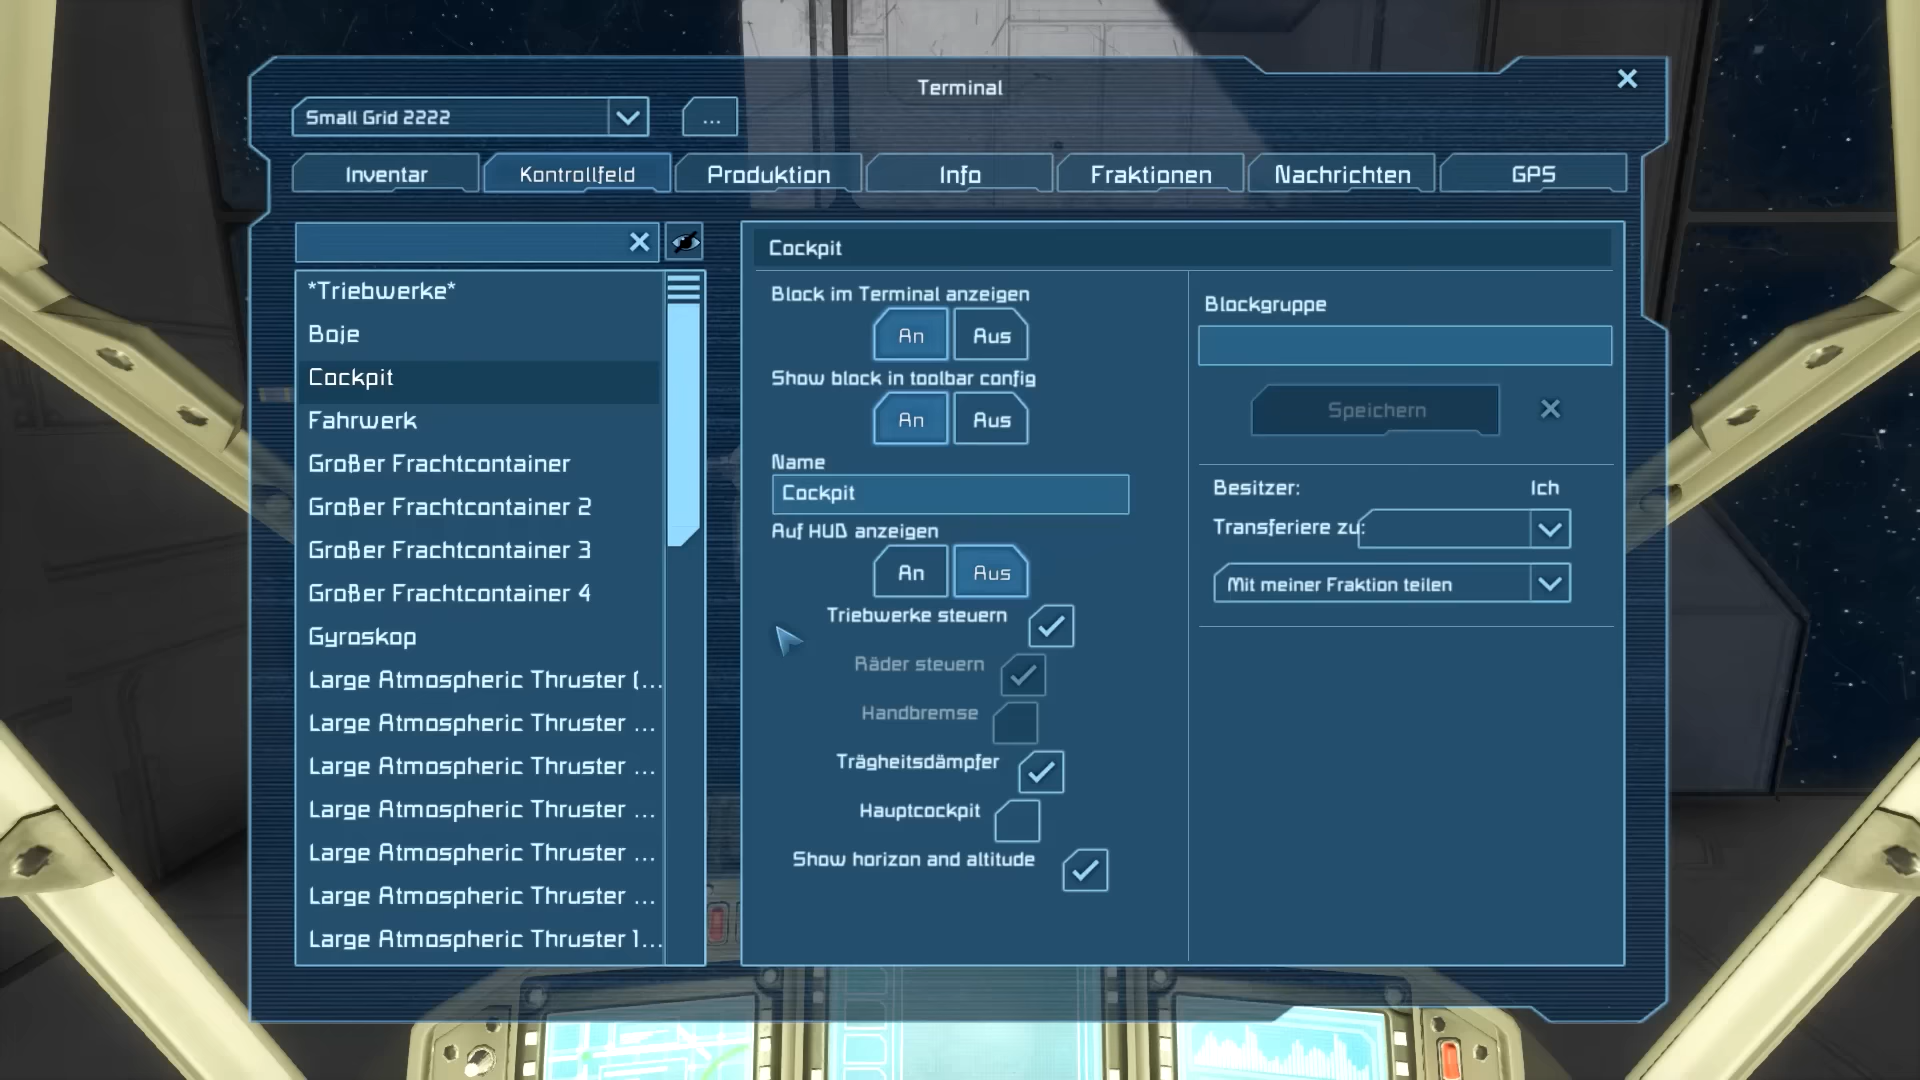 Terminal
Small Grid 2222
...
Inventar
Kontrollfeld
Produktion
Info
Fraktionen
Nachrichten
GPS
*Triebwerke*
Boje
Cockpit
Fahrwerk
Großer Frachtcontainer
Großer Frachtcontainer 2
Großer Frachtcontainer 3
Großer Frachtcontainer 4
Gyroskop
Large Atmospheric Thruster (...
Large Atmospheric Thruster ...
Large Atmospheric Thruster ...
Large Atmospheric Thruster ...
Large Atmospheric Thruster ...
Large Atmospheric Thruster ...
Large Atmospheric Thruster 1...
Cockpit
Block im Terminal anzeigen
An Aus
Show block in toolbar config
An Aus
Name
Cockpit
Auf HUD anzeigen
An Aus
Triebwerke steuern
Räder steuern
Handbremse
Trägheitsdämpfer
Hauptcockpit
Show horizon and altitude
Blockgruppe
Speichern
Besitzer: Ich
Transferiere zu:
Mit meiner Fraktion teilen